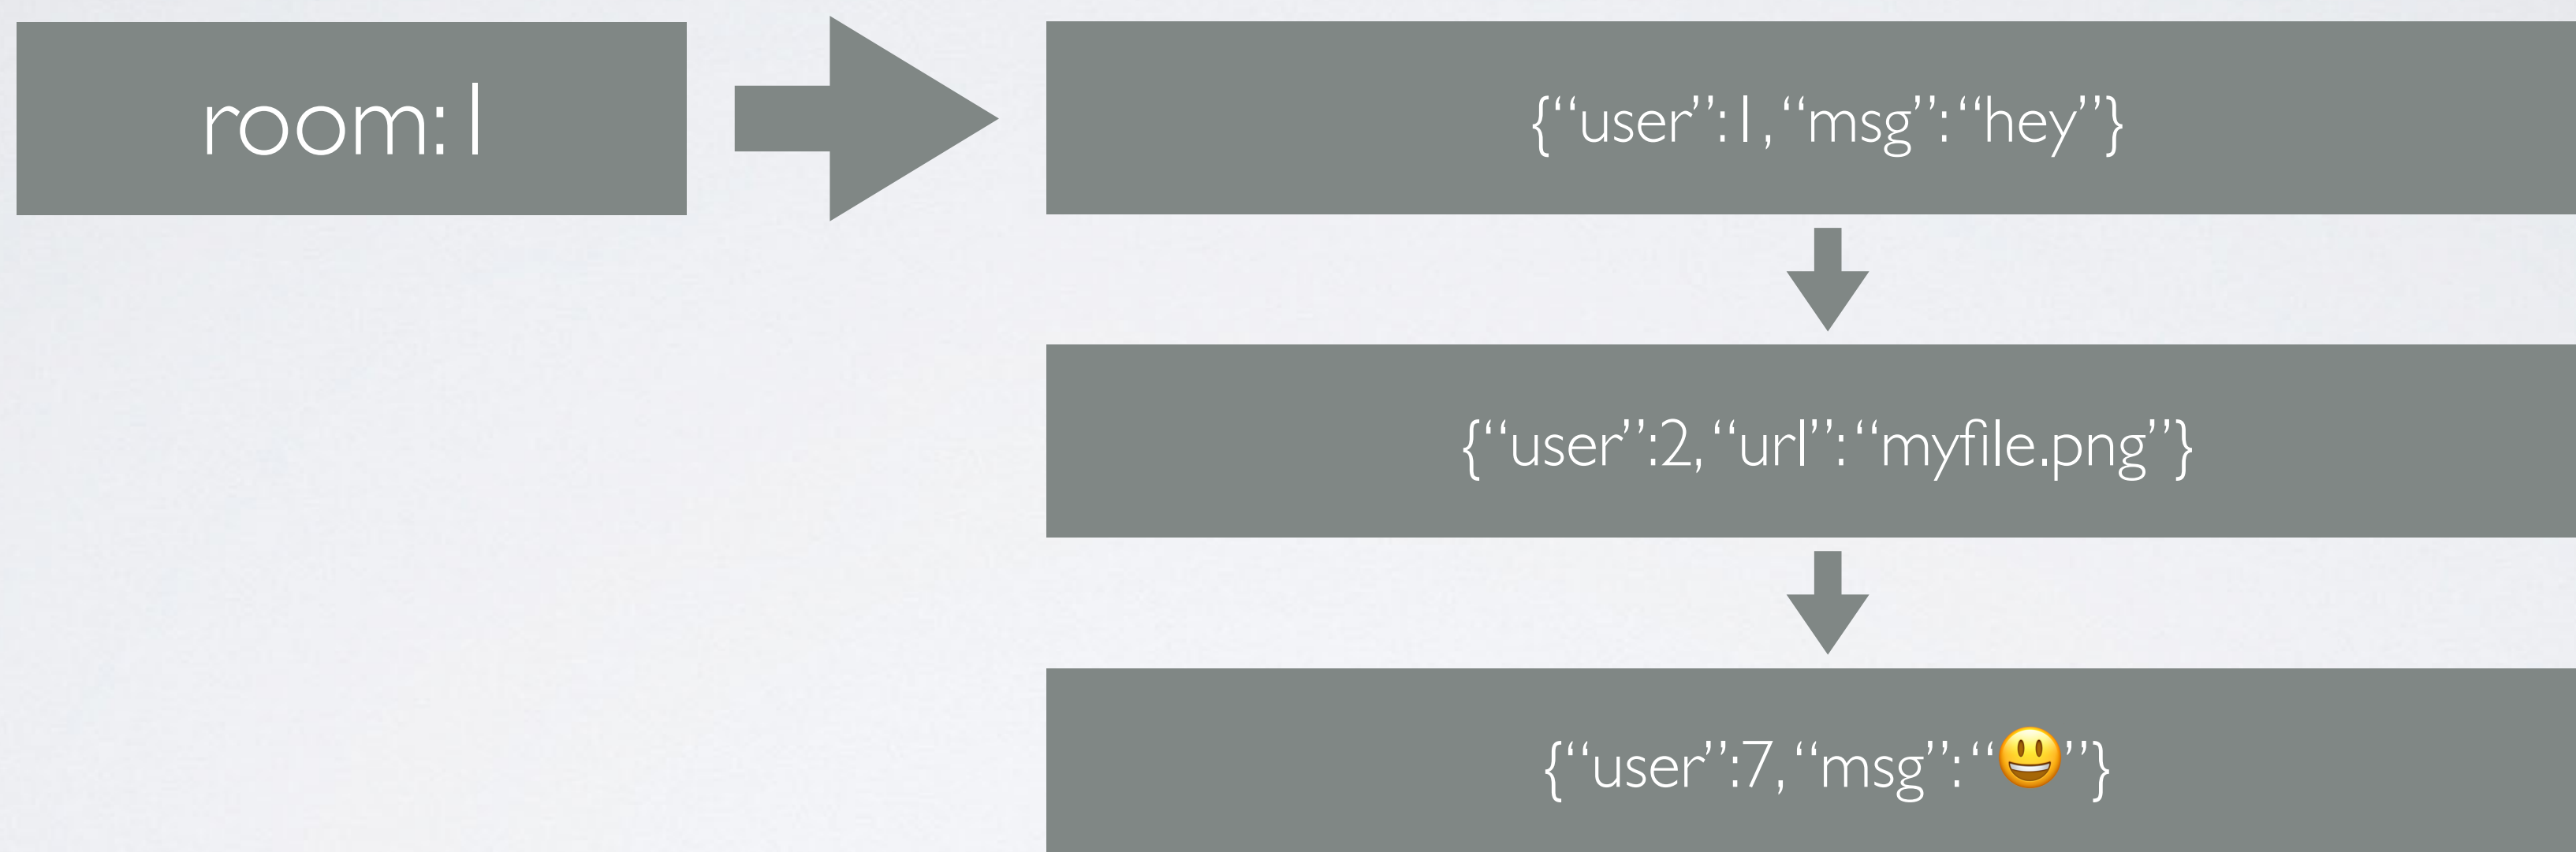 room:1
{“user”:1, “msg”: “hey”}
{“user”:2, “url”: “myfile.png”}
{“user”:7, “msg”: “😃”}